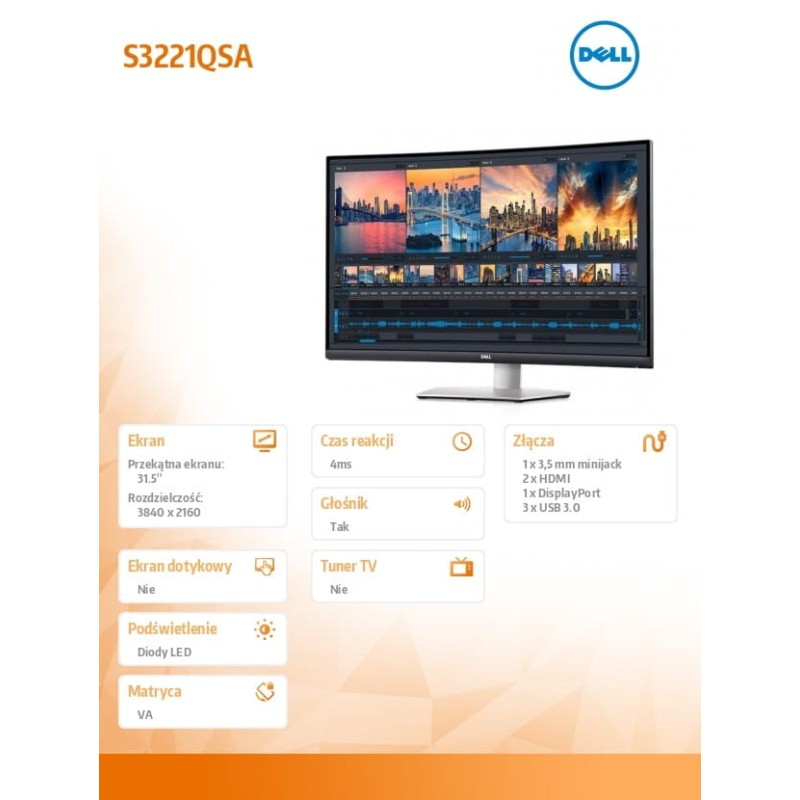 S3221QSA
DELL
DELL
Ekran
Przekątna ekranu:
31.5"
Rozdzielczość:
3840 x 2160
Czas reakcji
4ms
Głośnik
Tak
Złącza
1 x 3,5 mm minijack
2 x HDMI
1 x DisplayPort
3 x USB 3.0
Ekran dotykowy
Nie
Tuner TV
Nie
Podświetlenie
Diody LED
Matryca
VA